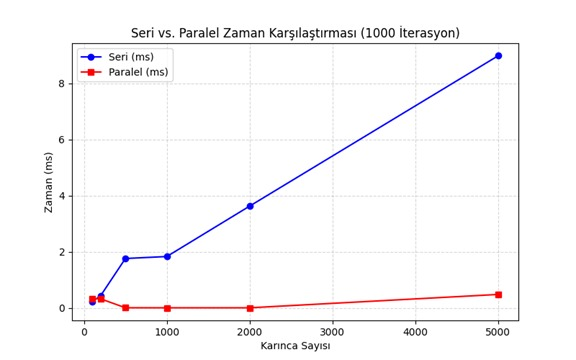 Seri vs. Paralel Zaman Karşılaştırması (1000 İterasyon)
Seri (ms)
Paralel (ms)
Zaman (ms)
8
6
4
2
0
0
1000
2000
3000
4000
5000
Karınca Sayısı